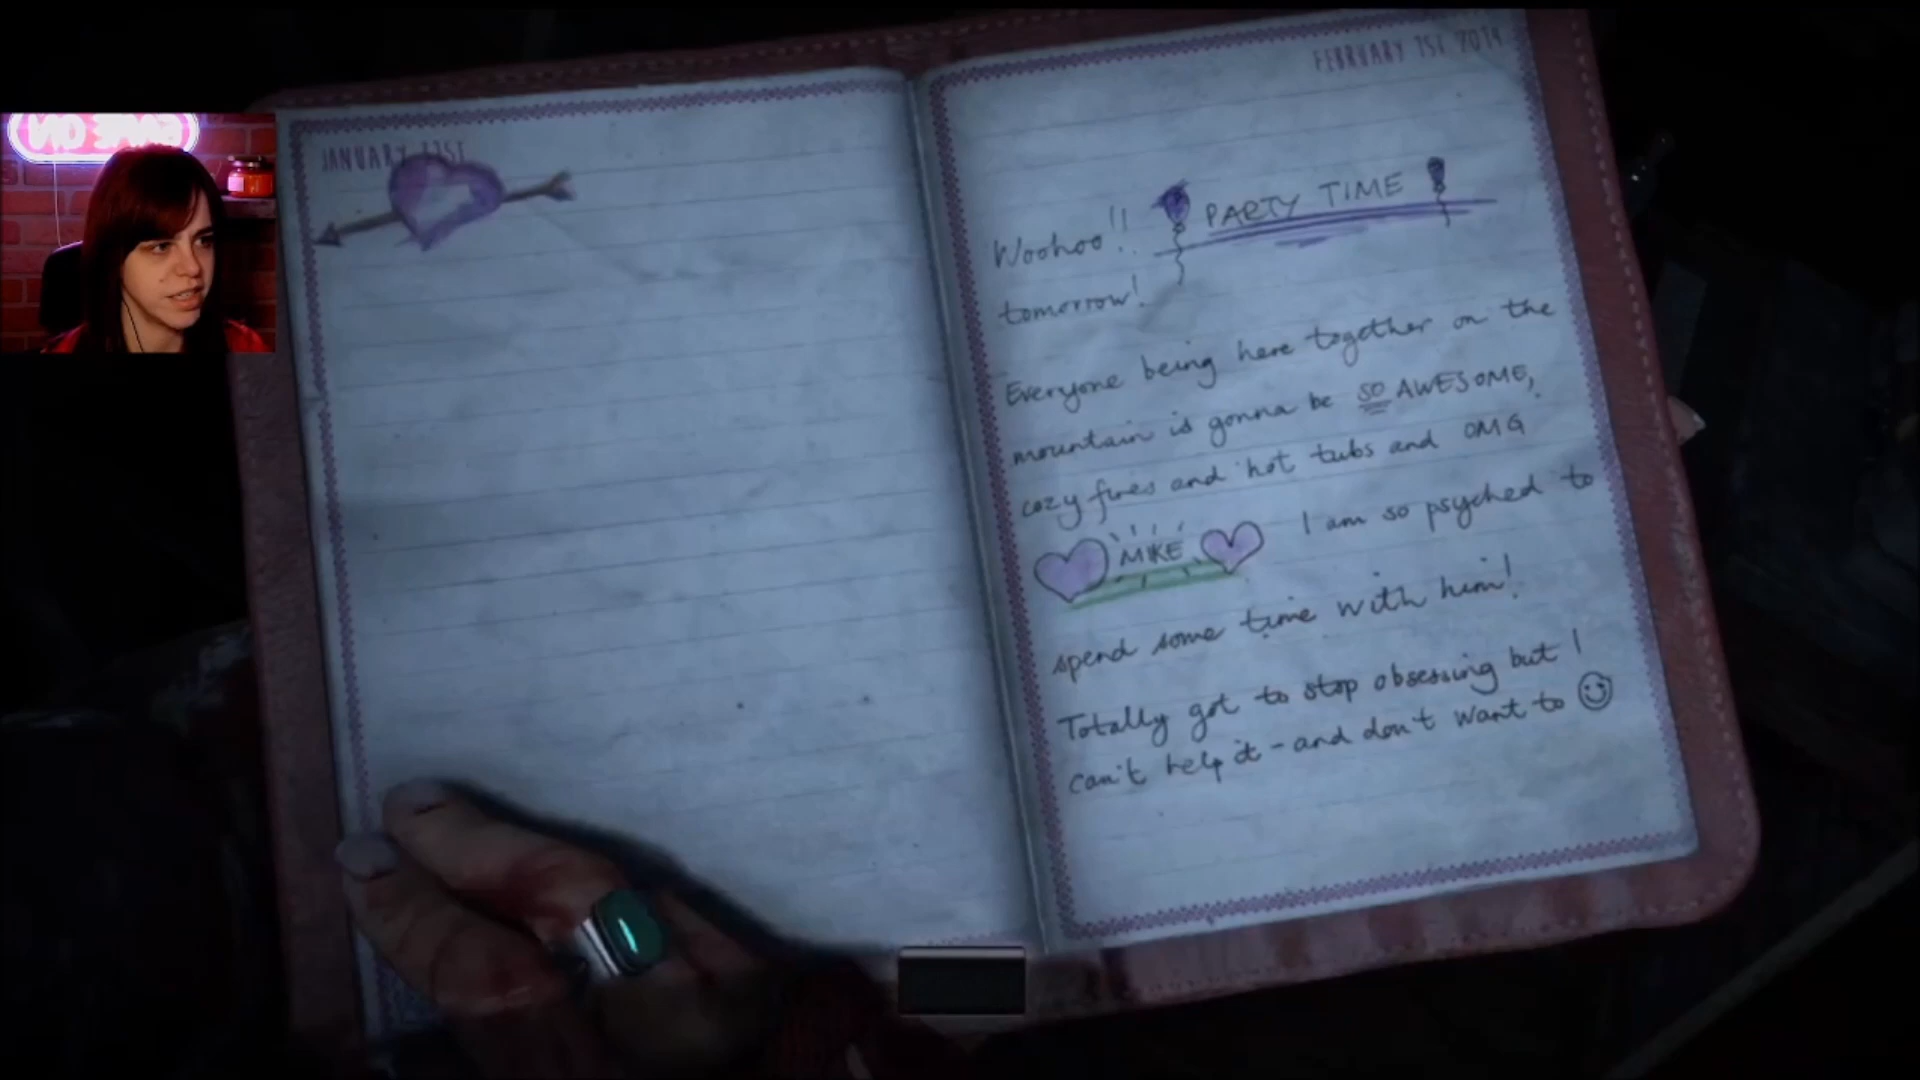 GAME ON
JANUARY 31ST
FEBRUARY 1ST 2014
Woohoo!! PARTY TIME
tomorrow!
Everyone being here together on the
mountain is gonna be SO AWESOME,
cozy fires and hot tubs and OMG
MIKE I am so psyched to
spend some time with him!
Totally got to stop obsessing but I
can't help it - and don't want to